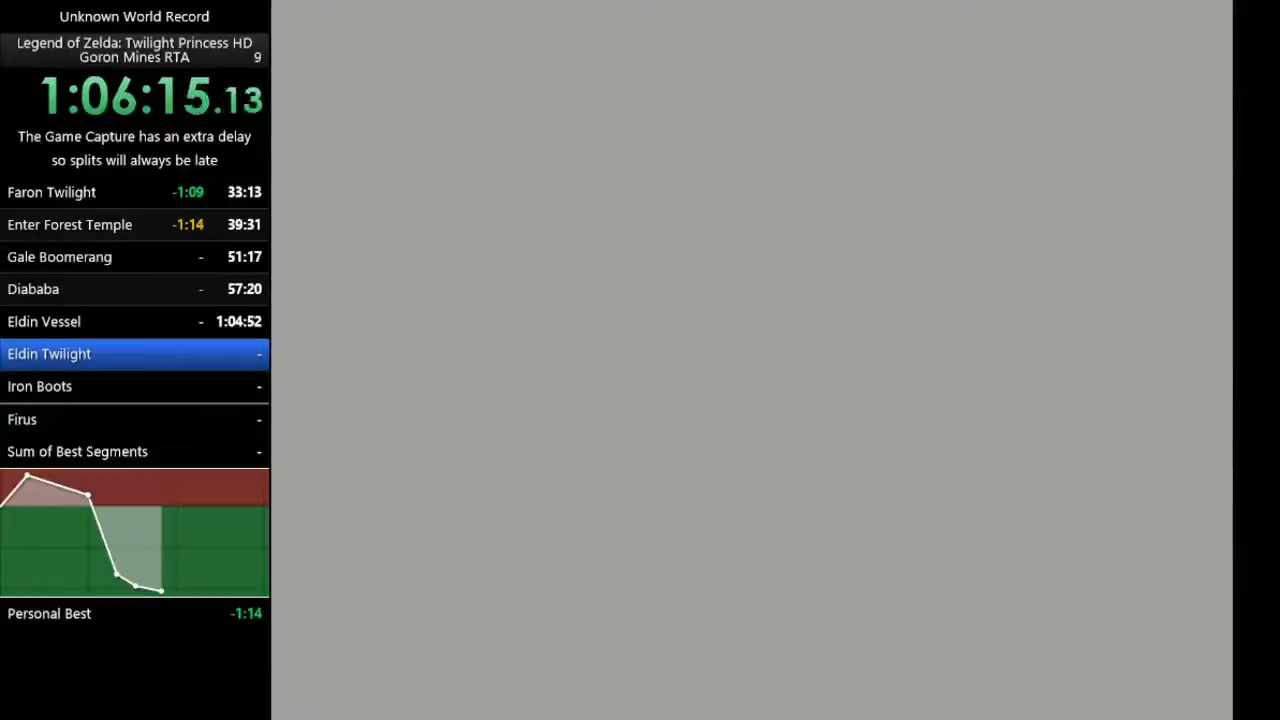 Unknown World Record
Legend of Zelda: Twilight Princess HD
Goron Mines RTA 9
1:06:15.13
The Game Capture has an extra delay
so splits will always be late
Faron Twilight -1:09 33:13
Enter Forest Temple -1:14 39:31
Gale Boomerang - 51:17
Diababa - 57:20
Eldin Vessel - 1:04:52
Eldin Twilight -
Iron Boots -
Firus -
Sum of Best Segments -
Personal Best -1:14